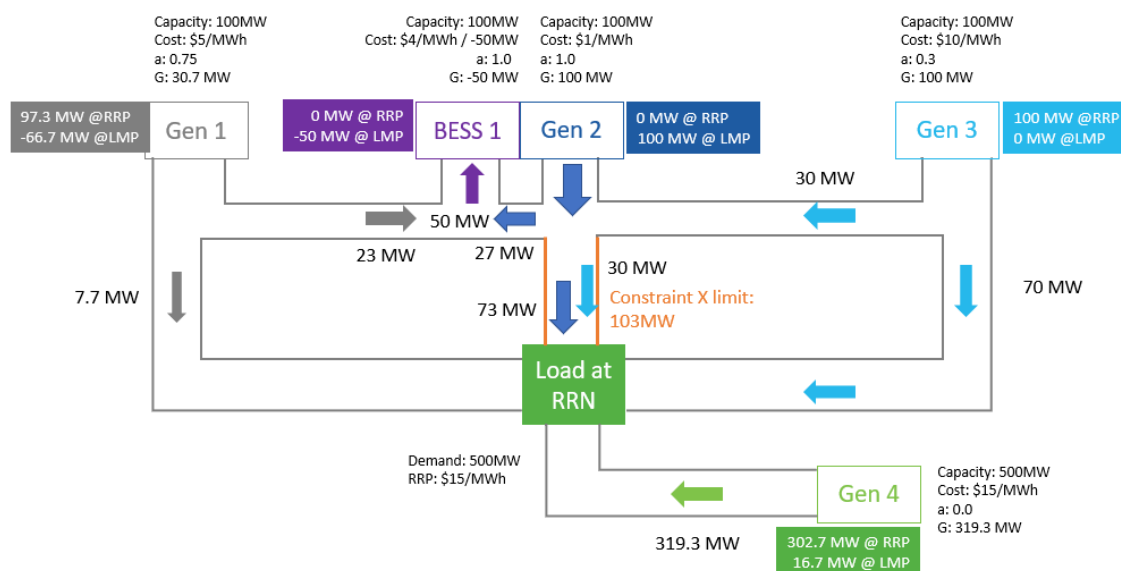 Capacity: 100MW
Cost: $5/MWh
a: 0.75
G: 30.7 MW
Capacity: 100MW
Cost: $4/MWh / -50MW
a: 1.0
G: -50 MW
Capacity: 100MW
Cost: $1/MWh
a: 1.0
G: 100 MW
Capacity: 100MW
Cost: $10/MWh
a: 0.3
G: 100 MW
97.3 MW @RRP
-66.7 MW @LMP
Gen 1
0 MW @ RRP
-50 MW @ LMP
BESS 1
Gen 2
0 MW @ RRP
100 MW @ LMP
Gen 3
100 MW @RRP
0 MW @ LMP
30 MW
50 MW
23 MW
27 MW
30 MW
7.7 MW
73 MW
Constraint X limit:
103MW
70 MW
Load at
RRN
Demand: 500MW
RRP: $15/MWh
Gen 4
Capacity: 500MW
Cost: $15/MWh
a: 0.0
G: 319.3 MW
319.3 MW
302.7 MW @ RRP
16.7 MW @ LMP